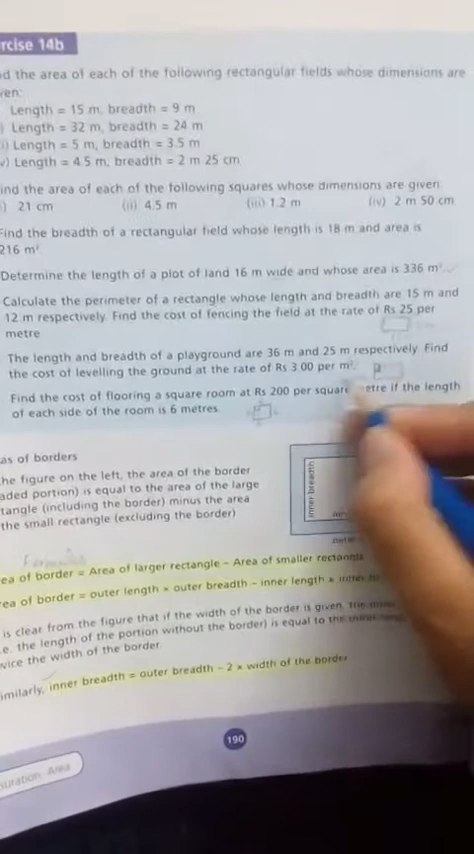 rcise 14b
d the area of each of the following rectangular fields whose dimensions are
ven:
Length = 15 m, breadth = 9 m
) Length = 32 m, breadth = 24 m
i) Length = 5 m, breadth = 3.5 m
v) Length = 4.5 m, breadth = 2 m 25 cm
ind the area of each of the following squares whose dimensions are given
) 21 cm (ii) 4.5 m (iii) 1.2 m (iv) 2 m 50 cm
Find the breadth of a rectangular field whose length is 18 m and area is
216 m²
Determine the length of a plot of land 16 m wide and whose area is 336 m²
Calculate the perimeter of a rectangle whose length and breadth are 15 m and
12 m respectively. Find the cost of fencing the field at the rate of Rs 25 per
metre
The length and breadth of a playground are 36 m and 25 m respectively. Find
the cost of levelling the ground at the rate of Rs 3.00 per m².
Find the cost of flooring a square room at Rs 200 per square etre if the length
of each side of the room is 6 metres
as of borders
he figure on the left, the area of the border
aded portion) is equal to the area of the large
tangle (including the border) minus the area
the small rectangle (excluding the border)
inner breadth
ea of border = Area of larger rectangle – Area of smaller rectangle
ea of border = outer length × outer breadth – inner length ×
is clear from the figure that if the width of the border is given, the
.e. the length of the portion without the border) is equal to the
wice the width of the border
imilarly, inner breadth = outer breadth – 2 × width of the border
190
suration: Area